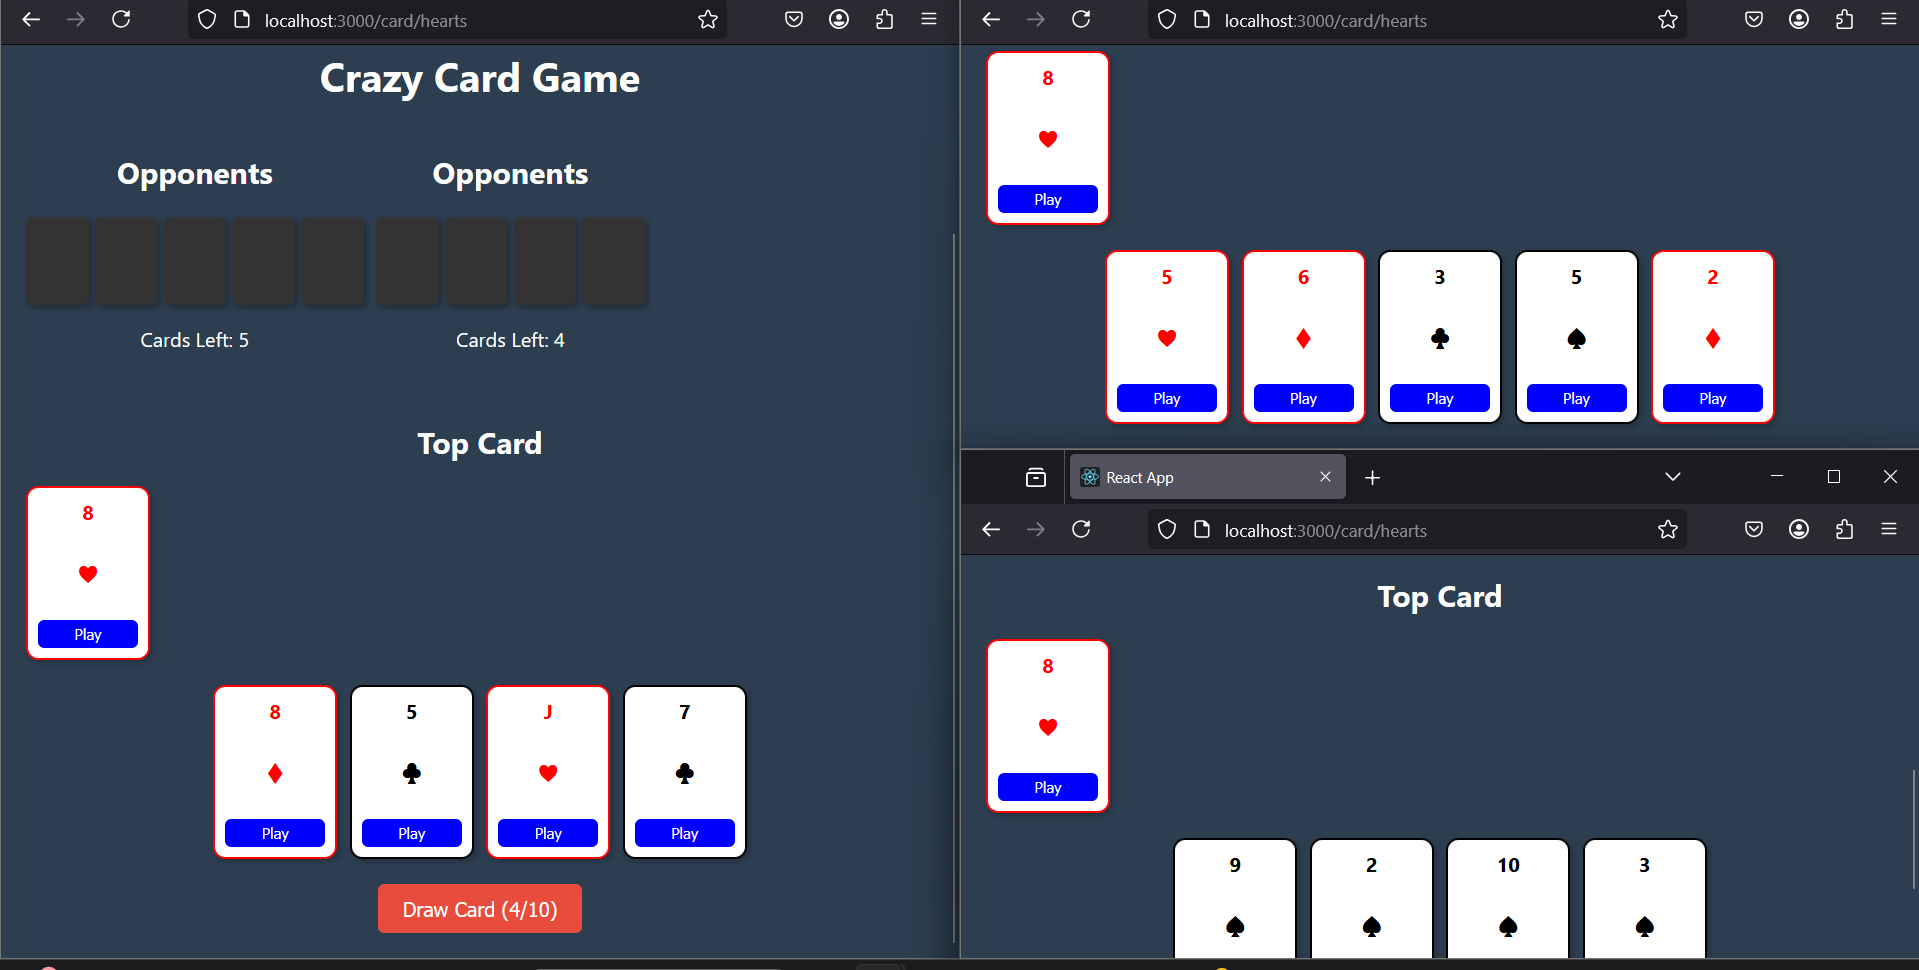 localhost:3000/card/hearts
Crazy Card Game
Opponents Opponents
Cards Left: 5 Cards Left: 4
Top Card
8
♥
Play
8 5 J 7
♦ ♣ ♥ ♣
Play Play Play Play
Draw Card (4/10)
localhost:3000/card/hearts
8
♥
Play
5 6 3 5 2
♥ ♦ ♣ ♠ ♦
Play Play Play Play Play
React App
localhost:3000/card/hearts
Top Card
8
♥
Play
9 2 10 3
♠ ♠ ♠ ♠